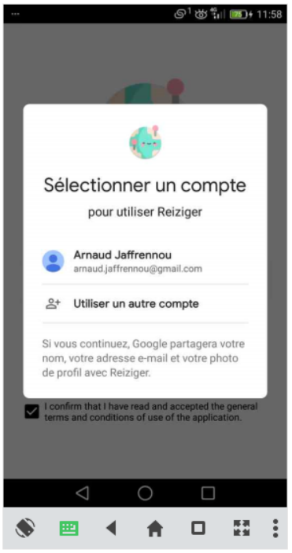 ... 1 4G 11:58
Sélectionner un compte
pour utiliser Reiziger
Arnaud Jaffrennou
arnaud.jaffrennou@gmail.com
Utiliser un autre compte
Si vous continuez, Google partagera votre
nom, votre adresse e-mail et votre photo
de profil avec Reiziger.
I confirm that I have read and accepted the general
terms and conditions of use of the application.